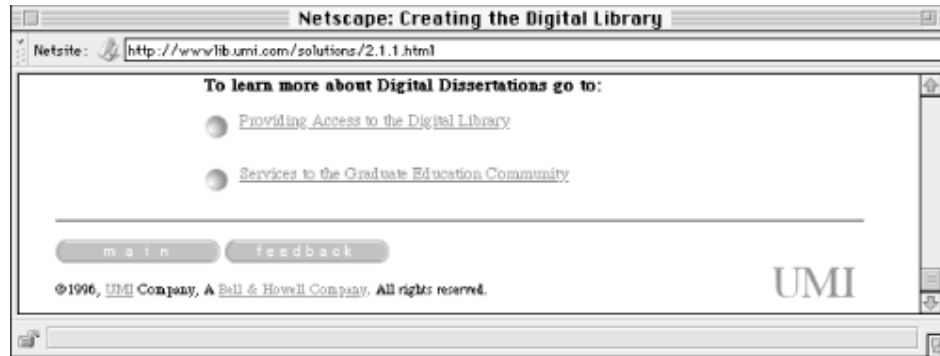 Netscape: Creating the Digital Library
Netsite: http://wwwlib.umi.com/solutions/2.1.1.html
To learn more about Digital Dissertations go to:
Providing Access to the Digital Library
Services to the Graduate Education Community
main feedback
©1996, UMI Company, A Bell & Howell Company. All rights reserved.
UMI